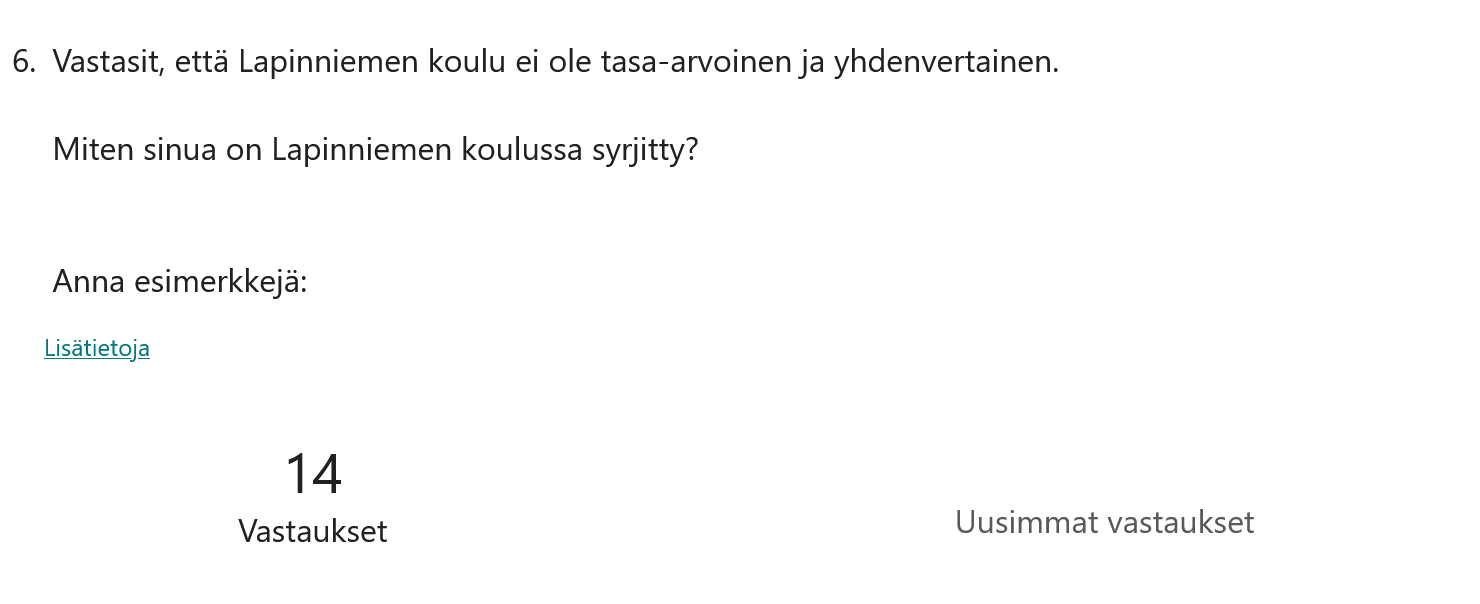 6. Vastasit, että Lapinniemen koulu ei ole tasa-arvoinen ja yhdenvertainen.
Miten sinua on Lapinniemen koulussa syrjitty?
Anna esimerkkejä:
Lisätietoja
14
Vastaukset
Uusimmat vastaukset